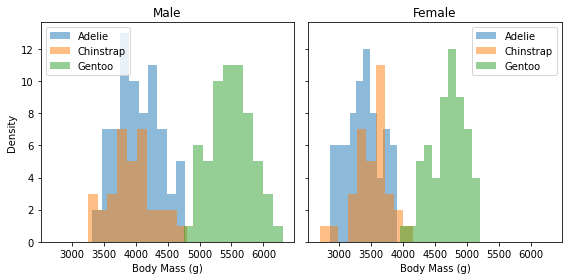 Male
Female
Adelie
Chinstrap
Gentoo
Adelie
Chinstrap
Gentoo
Density
12
10
8
6
4
2
0
3000 3500 4000 4500 5000 5500 6000
3000 3500 4000 4500 5000 5500 6000
Body Mass (g)
Body Mass (g)